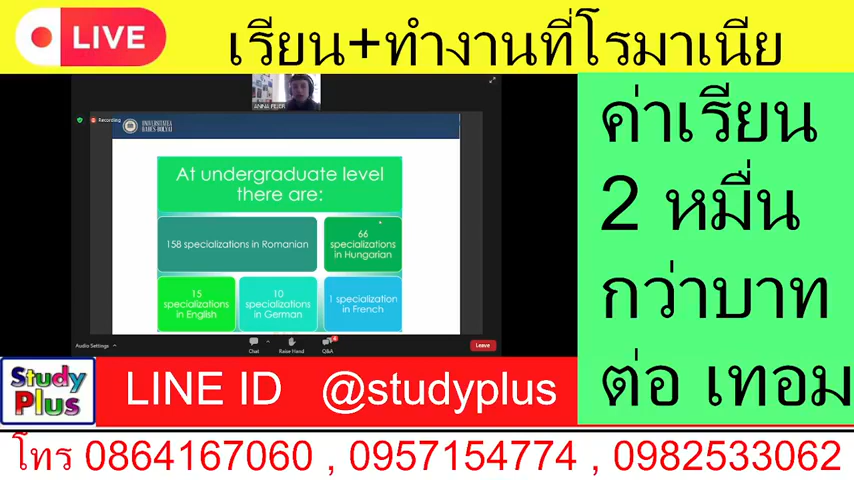 LIVE
เรียน+ทำงานที่โรมาเนีย
ค่าเรียน
2 หมื่น
กว่าบาท
ต่อ เทอม
ANNA FEJER
Recording
UNIVERSITATEA
BABEŞ-BOLYAI
At undergraduate level
there are:
158 specializations in Romanian
66
specializations
in Hungarian
15
specializations
in English
10
specializations
in German
1 specialization
in French
Audio Settings
Chat
Raise Hand
Q&A
Leave
Study
Plus
LINE ID @studyplus
โทร 0864167060 , 0957154774 , 0982533062